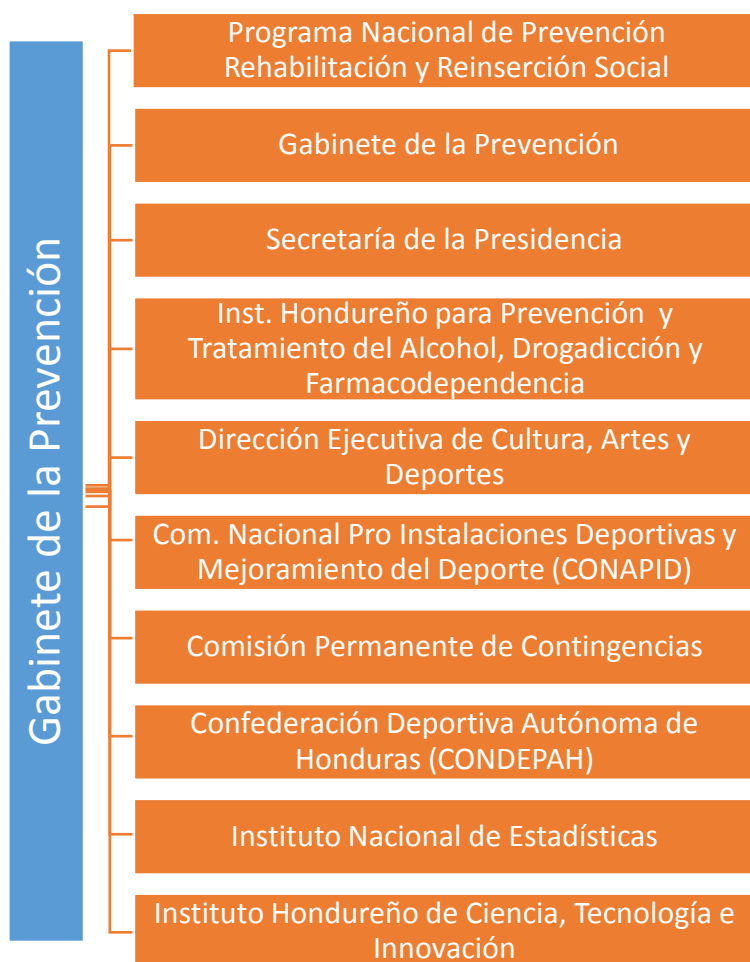 Gabinete de la Prevención
Programa Nacional de Prevención
Rehabilitación y Reinserción Social
Gabinete de la Prevención
Secretaría de la Presidencia
Inst. Hondureño para Prevención y
Tratamiento del Alcohol, Drogadicción y
Farmacodependencia
Dirección Ejecutiva de Cultura, Artes y
Deportes
Com. Nacional Pro Instalaciones Deportivas y
Mejoramiento del Deporte (CONAPID)
Comisión Permanente de Contingencias
Confederación Deportiva Autónoma de
Honduras (CONDEPAH)
Instituto Nacional de Estadísticas
Instituto Hondureño de Ciencia, Tecnología e
Innovación